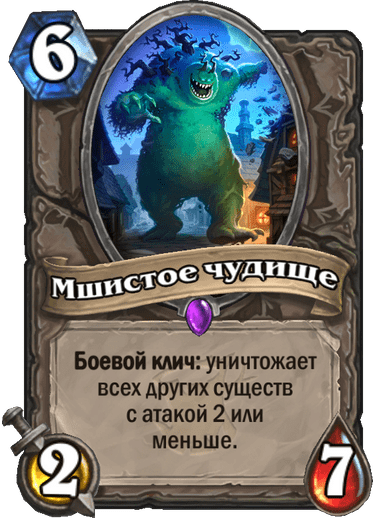 6
Мшистое чудище
Боевой клич: уничтожает
всех других существ
с атакой 2 или
меньше.
2
7